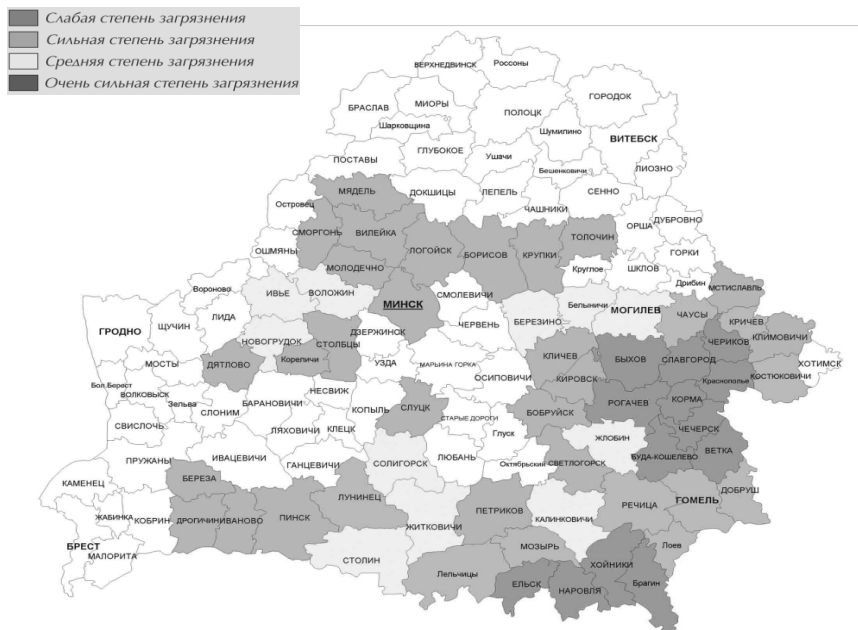 Слабая степень загрязнения
Сильная степень загрязнения
Средняя степень загрязнения
Очень сильная степень загрязнения
ВЕРХНЕДВИНСК
Россоны
БРАСЛАВ
МИОРЫ
ПОЛОЦК
ГОРОДОК
Шарковщина
Шумилино
ВИТЕБСК
ПОСТАВЫ
ГЛУБОКОЕ
Ушачи
Бешенковичи
ЛИОЗНО
МЯДЕЛЬ
ДОКШИЦЫ
ЛЕПЕЛЬ
СЕННО
Островец
ЧАШНИКИ
СМОРГОНЬ
ВИЛЕЙКА
ЛОГОЙСК
БОРИСОВ
КРУПКИ
ТОЛОЧИН
ОРША
ДУБРОВНО
ОШМЯНЫ
МОЛОДЕЧНО
Круглое
ШКЛОВ
ГОРКИ
Вороново
ИВЬЕ
ВОЛОЖИН
МИНСК
СМОЛЕВИЧИ
Дрибин
МСТИСЛАВЛЬ
ГРОДНО
ЩУЧИН
ЛИДА
БЕРЕЗИНО
Белыничи
МОГИЛЕВ
ЧАУСЫ
КРИЧЕВ
НОВОГРУДОК
СТОЛБЦЫ
ДЗЕРЖИНСК
ЧЕРВЕНЬ
ЧЕРИКОВ
КЛИМОВИЧИ
МОСТЫ
ДЯТЛОВО
Корепичи
УЗДА
МАРЬИНА ГОРКА
КЛИЧЕВ
БЫХОВ
СЛАВГОРОД
ХОТИМСК
Бол.Берест
ВОЛКОВЫСК
Зельва
СЛОНИМ
БАРАНОВИЧИ
НЕСВИЖ
КОПЫЛЬ
ОСИПОВИЧИ
КИРОВСК
Краснополье
КОСТЮКОВИЧИ
СВИСЛОЧЬ
ЛЯХОВИЧИ
КЛЕЦК
СЛУЦК
СТАРЫЕ ДОРОГИ
БОБРУЙСК
РОГАЧЕВ
КОРМА
Глуск
ЧЕЧЕРСК
ПРУЖАНЫ
ИВАЦЕВИЧИ
ГАНЦЕВИЧИ
СОЛИГОРСК
ЛЮБАНЬ
Октябрьский
СВЕТЛОГОРСК
ЖЛОБИН
БУДА-КОШЕЛЕВО
ВЕТКА
КАМЕНЕЦ
БЕРЕЗА
ЛУНИНЕЦ
ПЕТРИКОВ
РЕЧИЦА
ГОМЕЛЬ
ДОБРУШ
ЖАБИНКА
КОБРИН
ДРОГИЧИН
ИВАНОВО
ПИНСК
ЖИТКОВИЧИ
КАЛИНКОВИЧИ
БРЕСТ
МАЛОРИТА
СТОЛИН
МОЗЫРЬ
Лоев
Лельчицы
ЕЛЬСК
НАРОВЛЯ
ХОЙНИКИ
Брагин